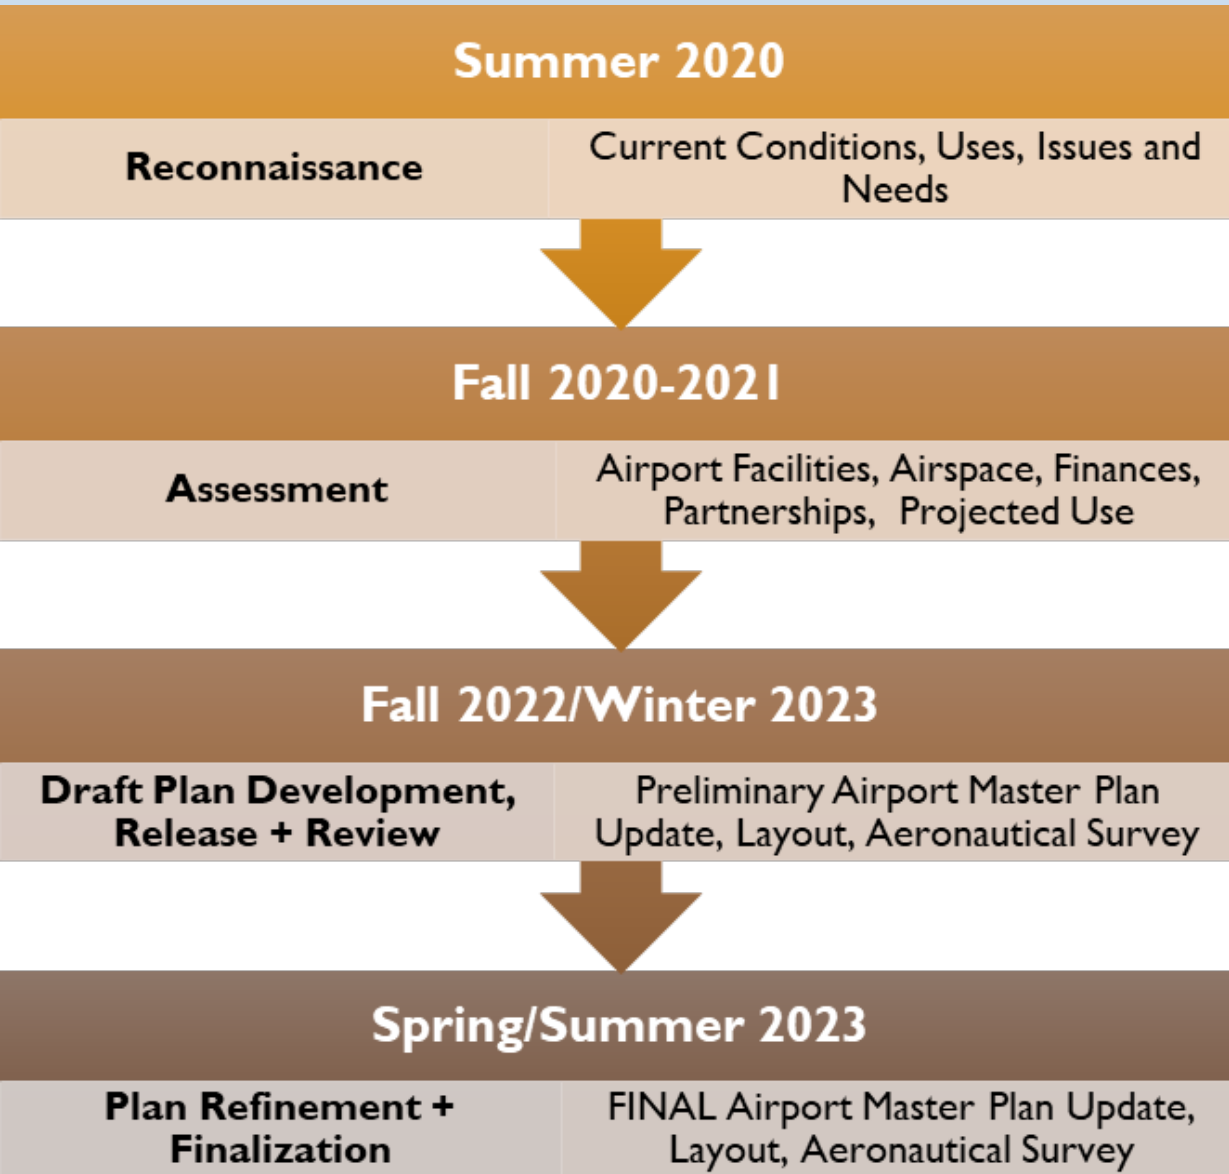 Summer 2020
Reconnaissance
Current Conditions, Uses, Issues and
Needs
Fall 2020-2021
Assessment
Airport Facilities, Airspace, Finances,
Partnerships,  Projected Use
Fall 2022/Winter 2023
Draft Plan Development,
Release + Review
Preliminary Airport Master Plan
Update, Layout, Aeronautical Survey
Spring/Summer 2023
Plan Refinement +
Finalization
FINAL Airport Master Plan Update,
Layout, Aeronautical Survey